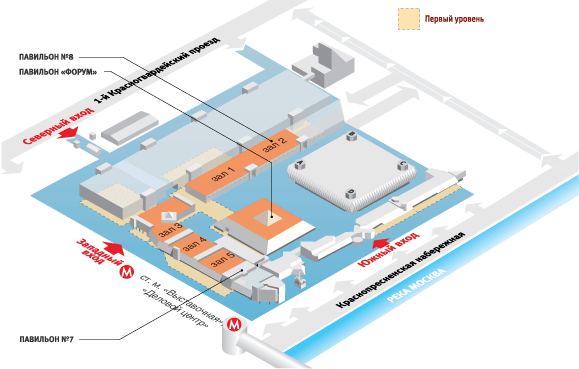 Первый уровень
ПАВИЛЬОН №8
ПАВИЛЬОН «ФОРУМ»
1-й Красногвардейский проезд
Северный вход
зал 2
зал 1
A
B
C
D
зал 3
зал 4
зал 5
Западный
вход
М
ст. м. «Выставочная»
«Деловой центр»
М
Южный вход
Краснопресненская набережная
РЕКА МОСКВА
ПАВИЛЬОН №7